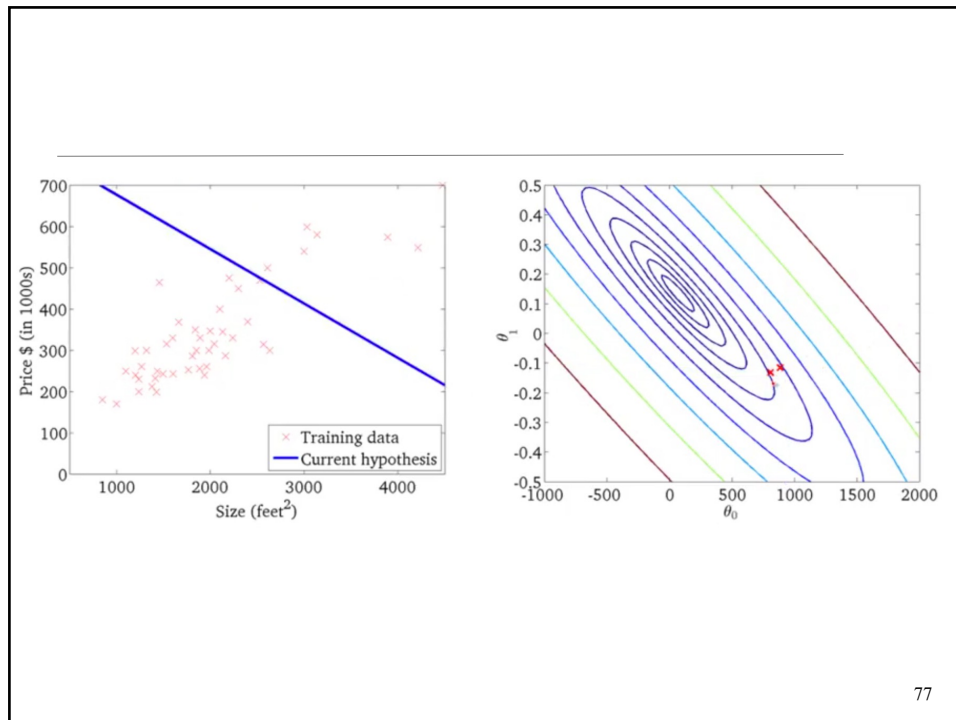 700
600
500
400
300
200
100
0
Price $ (in 1000s)
1000 2000 3000 4000
Size (feet²)
Training data
Current hypothesis
0.5
0.4
0.3
0.2
0.1
0
-0.1
-0.2
-0.3
-0.4
-0.5
θ₁
-1000 -500 0 500 1000 1500 2000
θ₀
77